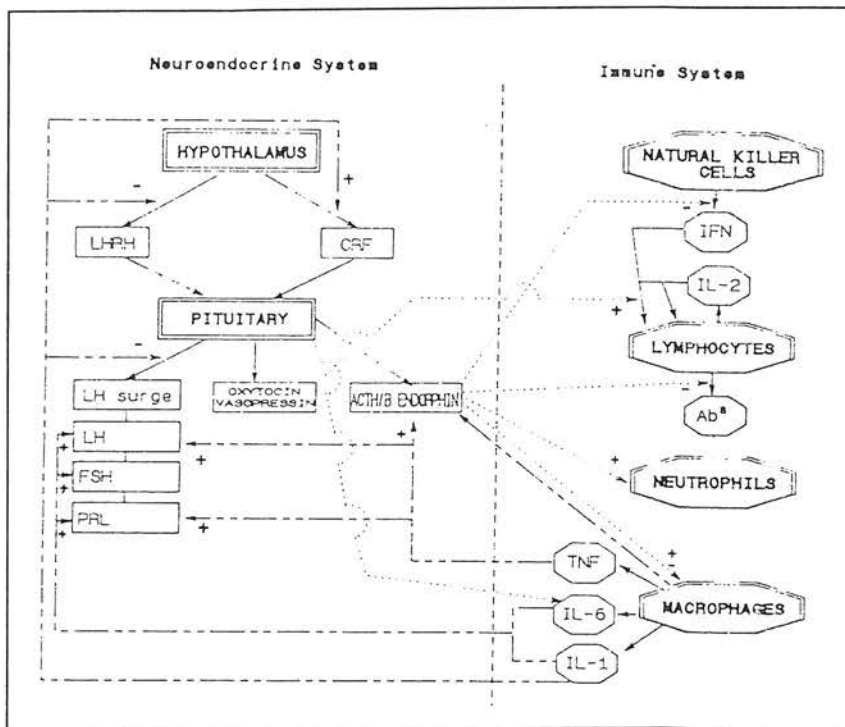 Neuroendocrine System
Immune System
HYPOTHALAMUS
NATURAL KILLER
CELLS
-
+
-
LHRH
CRF
IFN
IL-2
PITUITARY
+
-
LYMPHOCYTES
LH surge
OXYTOCIN
VASOPRESSIN
ACTH/B ENDORPHIN
-
Ab⁸
LH
+
+
+
+
FSH
+
NEUTROPHILS
PRL
+
+
TNF
+
-
IL-6
MACROPHAGES
IL-1